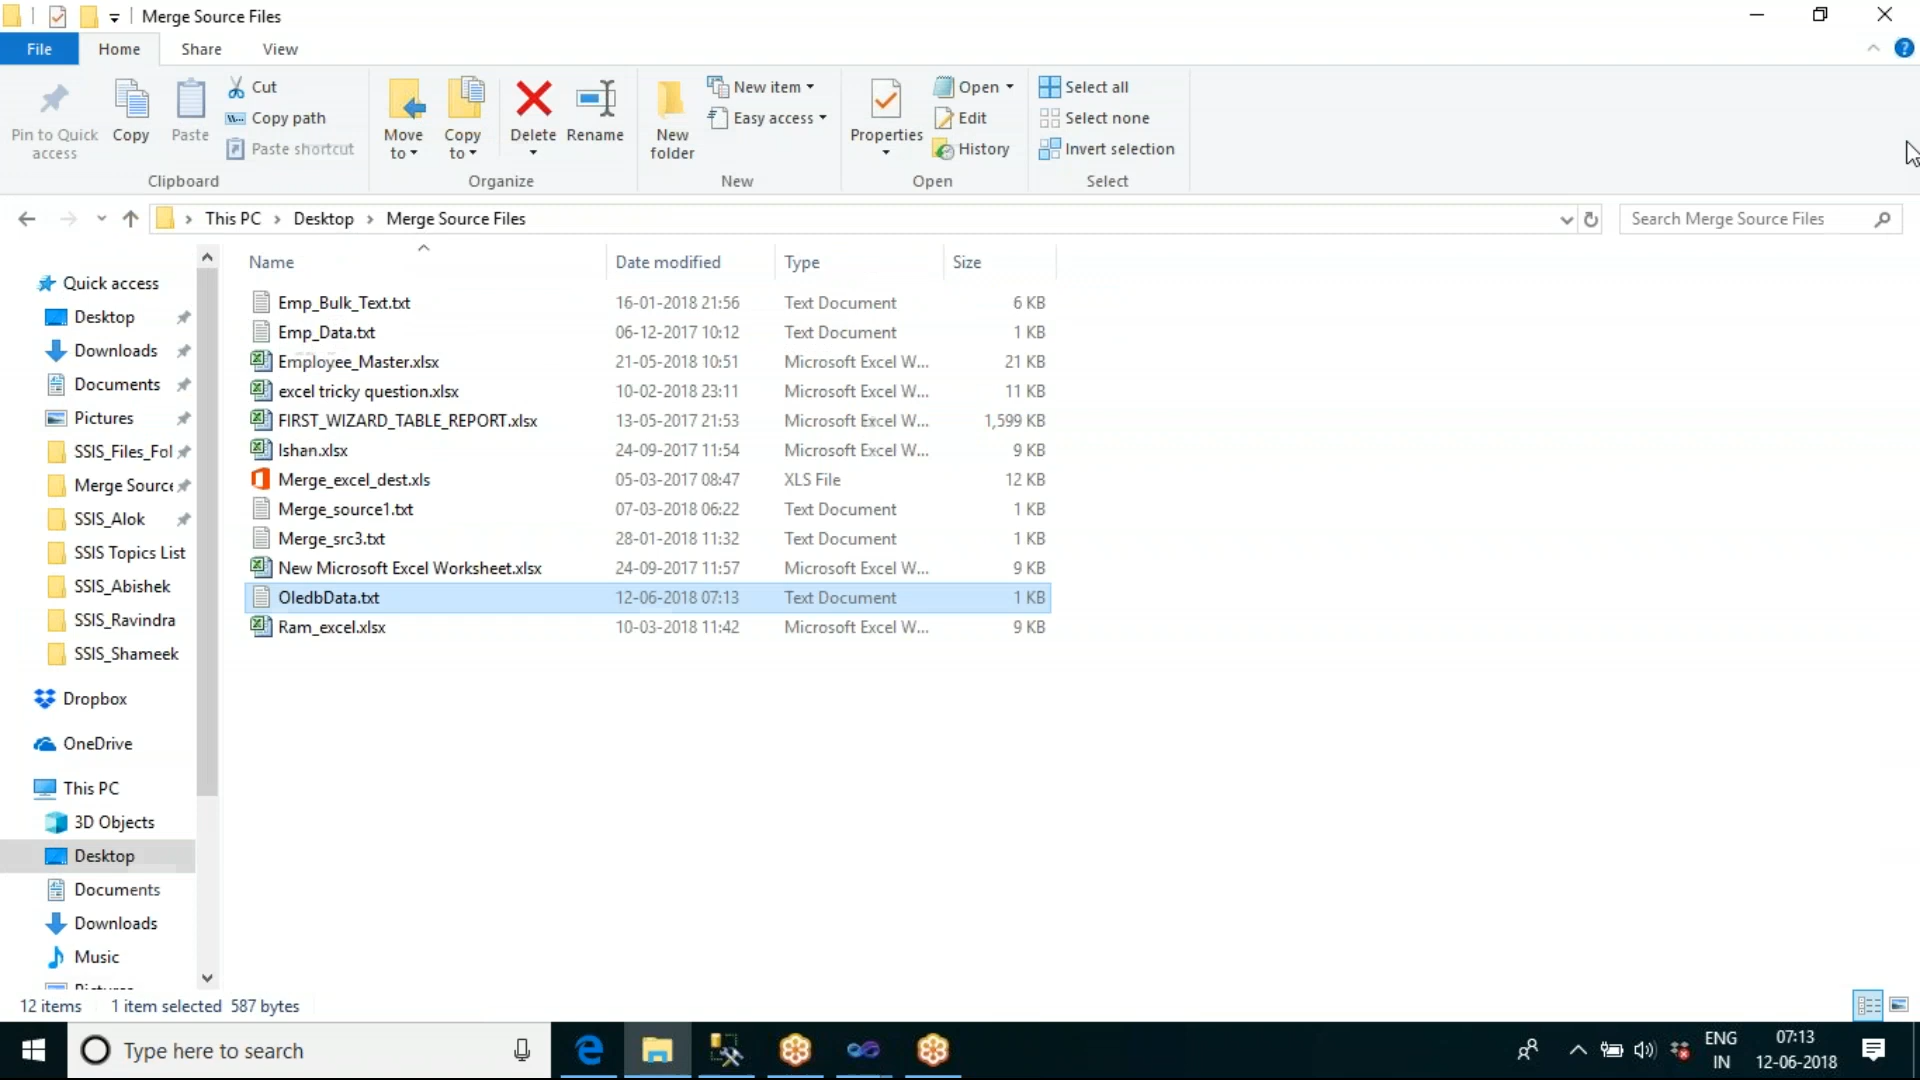 Merge Source Files
File Home Share View
Pin to Quick access
Copy
Paste
Cut
Copy path
Paste shortcut
Clipboard
Move to
Copy to
Delete
Rename
Organize
New folder
New item
Easy access
New
Properties
Open
Edit
History
Open
Select all
Select none
Invert selection
Select
This PC > Desktop > Merge Source Files
Search Merge Source Files
Quick access
Desktop
Downloads
Documents
Pictures
SSIS_Files_Fol
Merge Source
SSIS_Alok
SSIS Topics List
SSIS_Abishek
SSIS_Ravindra
SSIS_Shameek
Dropbox
OneDrive
This PC
3D Objects
Desktop
Documents
Downloads
Music
Name Date modified Type Size
Emp_Bulk_Text.txt 16-01-2018 21:56 Text Document 6 KB
Emp_Data.txt 06-12-2017 10:12 Text Document 1 KB
Employee_Master.xlsx 21-05-2018 10:51 Microsoft Excel W... 21 KB
excel tricky question.xlsx 10-02-2018 23:11 Microsoft Excel W... 11 KB
FIRST_WIZARD_TABLE_REPORT.xlsx 13-05-2017 21:53 Microsoft Excel W... 1,599 KB
Ishan.xlsx 24-09-2017 11:54 Microsoft Excel W... 9 KB
Merge_excel_dest.xls 05-03-2017 08:47 XLS File 12 KB
Merge_source1.txt 07-03-2018 06:22 Text Document 1 KB
Merge_src3.txt 28-01-2018 11:32 Text Document 1 KB
New Microsoft Excel Worksheet.xlsx 24-09-2017 11:57 Microsoft Excel W... 9 KB
OledbData.txt 12-06-2018 07:13 Text Document 1 KB
Ram_excel.xlsx 10-03-2018 11:42 Microsoft Excel W... 9 KB
12 items 1 item selected 587 bytes
Type here to search
ENG
IN
07:13
12-06-2018